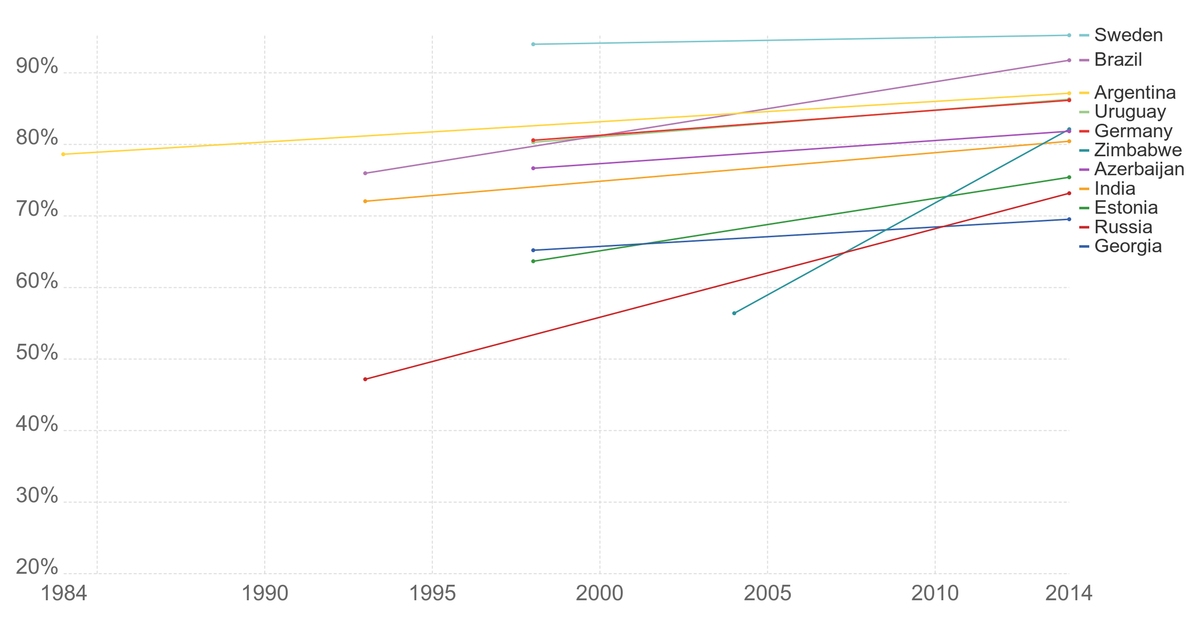 90%
80%
70%
60%
50%
40%
30%
20%
1984 1990 1995 2000 2005 2010 2014
Sweden
Brazil
Argentina
Uruguay
Germany
Zimbabwe
Azerbaijan
India
Estonia
Russia
Georgia